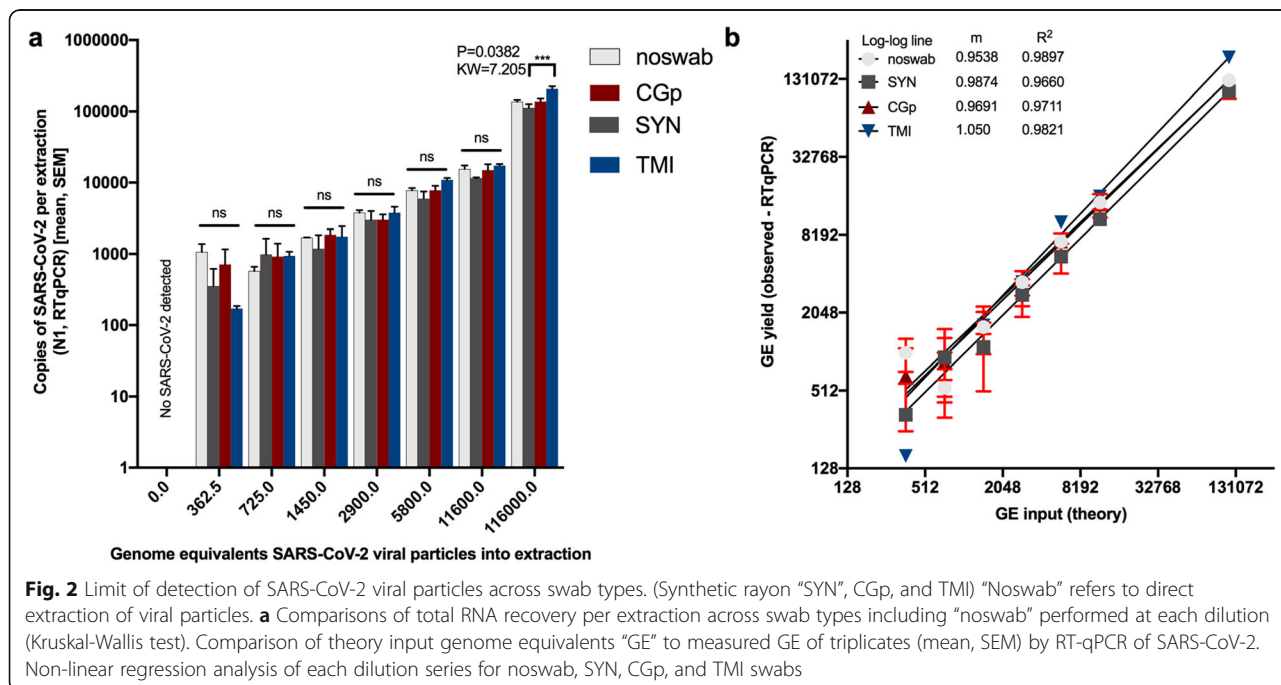 a
Copies of SARS-CoV-2 per extraction
(N1, RTqPCR) [mean, SEM]
1000000
100000
10000
1000
100
10
1
No SARS-CoV-2 detected
ns
ns
ns
ns
ns
ns
P=0.0382
KW=7.205
***
noswab
CGp
SYN
TMI
0.0
362.5
725.0
1450.0
2900.0
5800.0
11600.0
116000.0
Genome equivalents SARS-CoV-2 viral particles into extraction
b
GE yield (observed - RTqPCR)
131072
32768
8192
2048
512
128
Log-log line m R²
noswab 0.9538 0.9897
SYN 0.9874 0.9660
CGp 0.9691 0.9711
TMI 1.050 0.9821
128 512 2048 8192 32768 131072
GE input (theory)
Fig. 2 Limit of detection of SARS-CoV-2 viral particles across swab types. (Synthetic rayon “SYN”, CGp, and TMI) “Noswab” refers to direct
extraction of viral particles. a Comparisons of total RNA recovery per extraction across swab types including “noswab” performed at each dilution
(Kruskal-Wallis test). Comparison of theory input genome equivalents “GE” to measured GE of triplicates (mean, SEM) by RT-qPCR of SARS-CoV-2.
Non-linear regression analysis of each dilution series for noswab, SYN, CGp, and TMI swabs